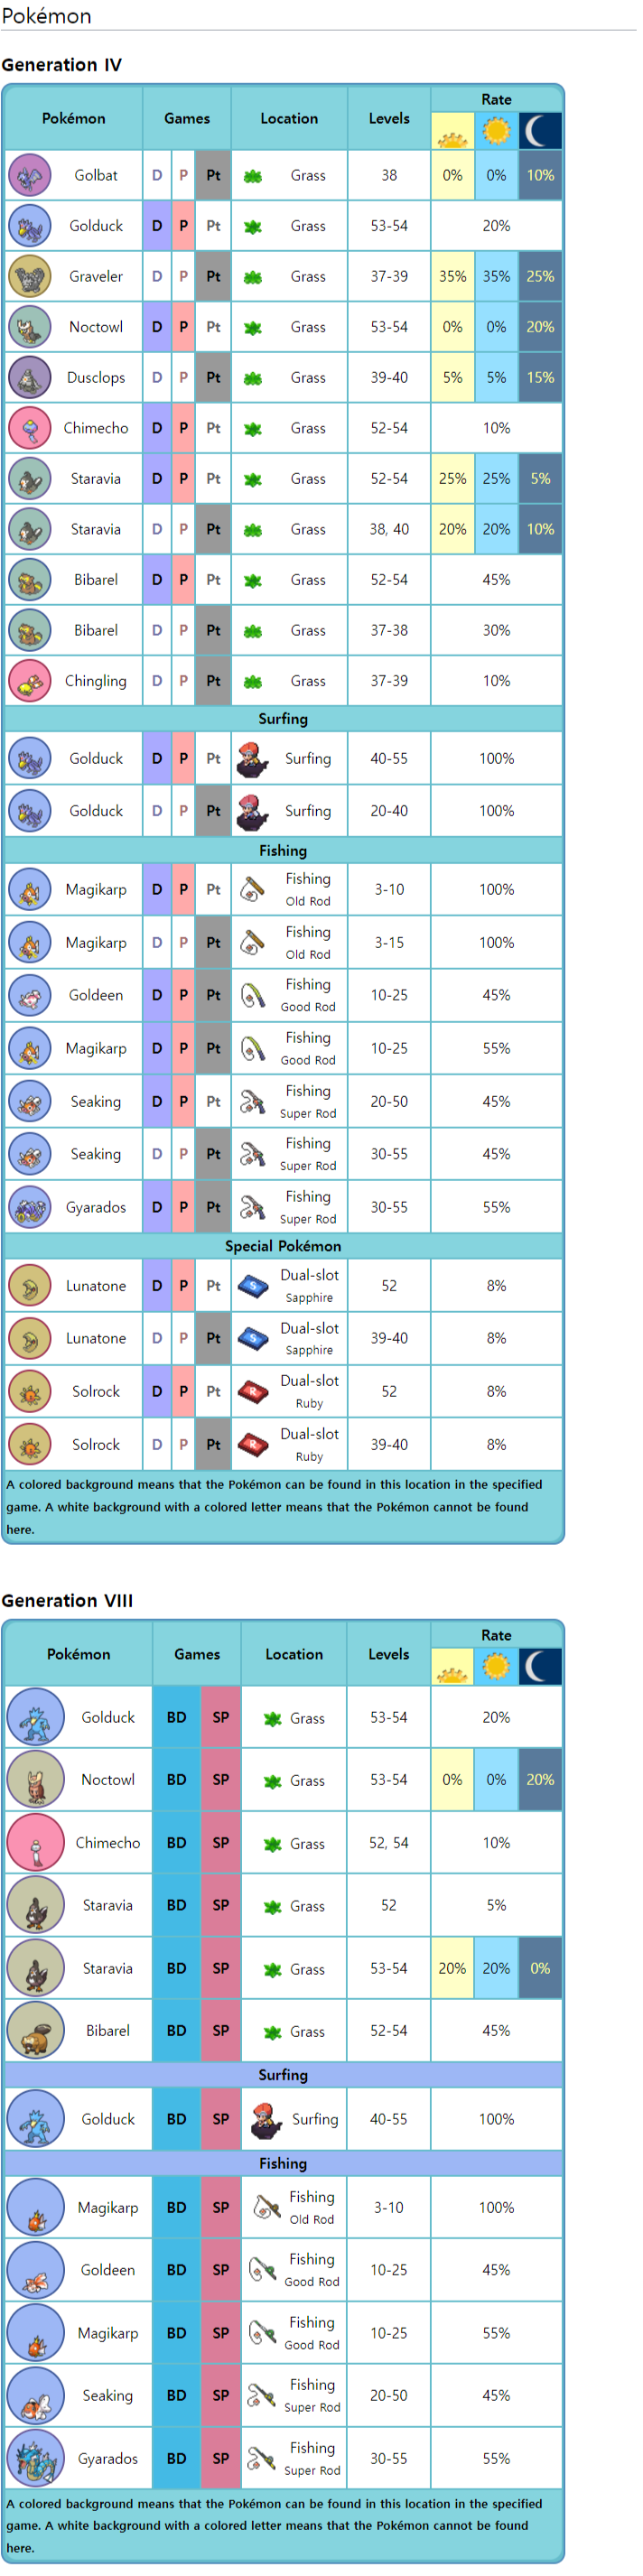 Pokémon
Generation IV
Pokémon Games Location Levels Rate
Golbat D P Pt Grass 38 0% 0% 10%
Golduck D P Pt Grass 53-54 20%
Graveler D P Pt Grass 37-39 35% 35% 25%
Noctowl D P Pt Grass 53-54 0% 0% 20%
Dusclops D P Pt Grass 39-40 5% 5% 15%
Chimecho D P Pt Grass 52-54 10%
Staravia D P Pt Grass 52-54 25% 25% 5%
Staravia D P Pt Grass 38, 40 20% 20% 10%
Bibarel D P Pt Grass 52-54 45%
Bibarel D P Pt Grass 37-38 30%
Chingling D P Pt Grass 37-39 10%
Surfing
Golduck D P Pt Surfing 40-55 100%
Golduck D P Pt Surfing 20-40 100%
Fishing
Magikarp D P Pt Fishing Old Rod 3-10 100%
Magikarp D P Pt Fishing Old Rod 3-15 100%
Goldeen D P Pt Fishing Good Rod 10-25 45%
Magikarp D P Pt Fishing Good Rod 10-25 55%
Seaking D P Pt Fishing Super Rod 20-50 45%
Seaking D P Pt Fishing Super Rod 30-55 45%
Gyarados D P Pt Fishing Super Rod 30-55 55%
Special Pokémon
Lunatone D P Pt S Dual-slot Sapphire 52 8%
Lunatone D P Pt S Dual-slot Sapphire 39-40 8%
Solrock D P Pt R Dual-slot Ruby 52 8%
Solrock D P Pt R Dual-slot Ruby 39-40 8%
A colored background means that the Pokémon can be found in this location in the specified
game. A white background with a colored letter means that the Pokémon cannot be found
here.
Generation VIII
Pokémon Games Location Levels Rate
Golduck BD SP Grass 53-54 20%
Noctowl BD SP Grass 53-54 0% 0% 20%
Chimecho BD SP Grass 52, 54 10%
Staravia BD SP Grass 52 5%
Staravia BD SP Grass 53-54 20% 20% 0%
Bibarel BD SP Grass 52-54 45%
Surfing
Golduck BD SP Surfing 40-55 100%
Fishing
Magikarp BD SP Fishing Old Rod 3-10 100%
Goldeen BD SP Fishing Good Rod 10-25 45%
Magikarp BD SP Fishing Good Rod 10-25 55%
Seaking BD SP Fishing Super Rod 20-50 45%
Gyarados BD SP Fishing Super Rod 30-55 55%
A colored background means that the Pokémon can be found in this location in the specified
game. A white background with a colored letter means that the Pokémon cannot be found
here.